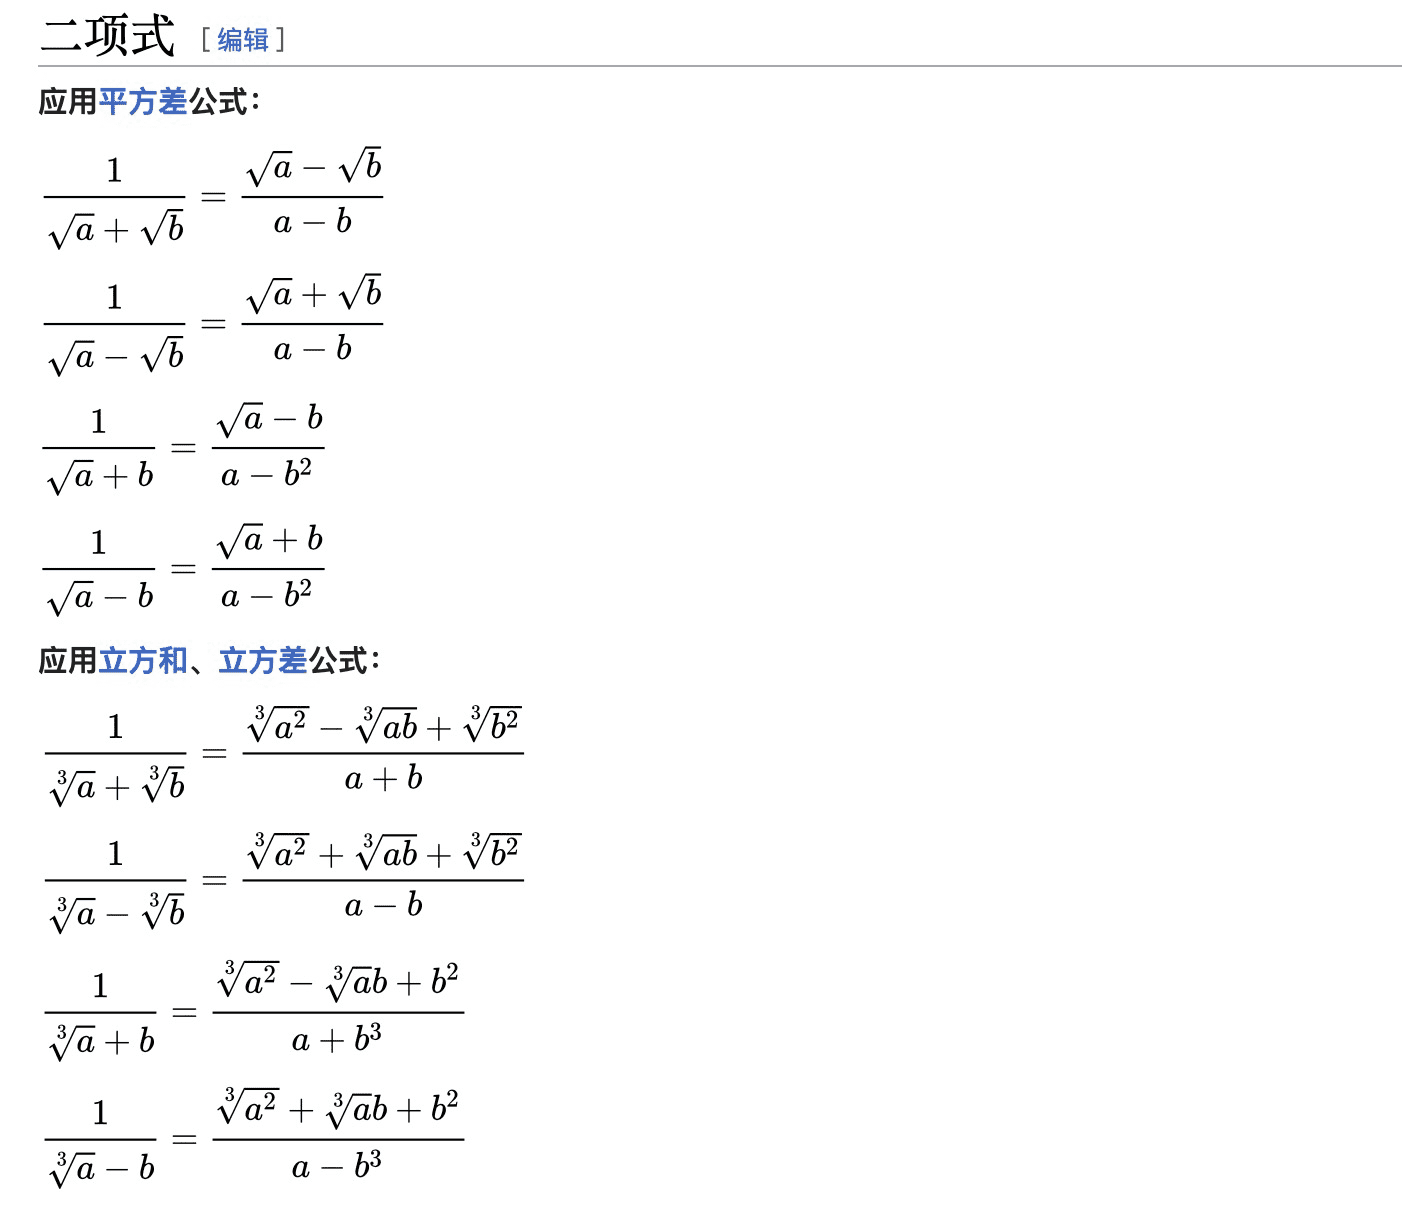 二项式 [编辑]
应用平方差公式：
\frac{1}{\sqrt{a}+\sqrt{b}} = \frac{\sqrt{a}-\sqrt{b}}{a-b}
\frac{1}{\sqrt{a}-\sqrt{b}} = \frac{\sqrt{a}+\sqrt{b}}{a-b}
\frac{1}{\sqrt{a}+b} = \frac{\sqrt{a}-b}{a-b^2}
\frac{1}{\sqrt{a}-b} = \frac{\sqrt{a}+b}{a-b^2}
应用立方和、立方差公式：
\frac{1}{\sqrt[3]{a}+\sqrt[3]{b}} = \frac{\sqrt[3]{a^2}-\sqrt[3]{ab}+\sqrt[3]{b^2}}{a+b}
\frac{1}{\sqrt[3]{a}-\sqrt[3]{b}} = \frac{\sqrt[3]{a^2}+\sqrt[3]{ab}+\sqrt[3]{b^2}}{a-b}
\frac{1}{\sqrt[3]{a}+b} = \frac{\sqrt[3]{a^2}-\sqrt[3]{a}b+b^2}{a+b^3}
\frac{1}{\sqrt[3]{a}-b} = \frac{\sqrt[3]{a^2}+\sqrt[3]{a}b+b^2}{a-b^3}